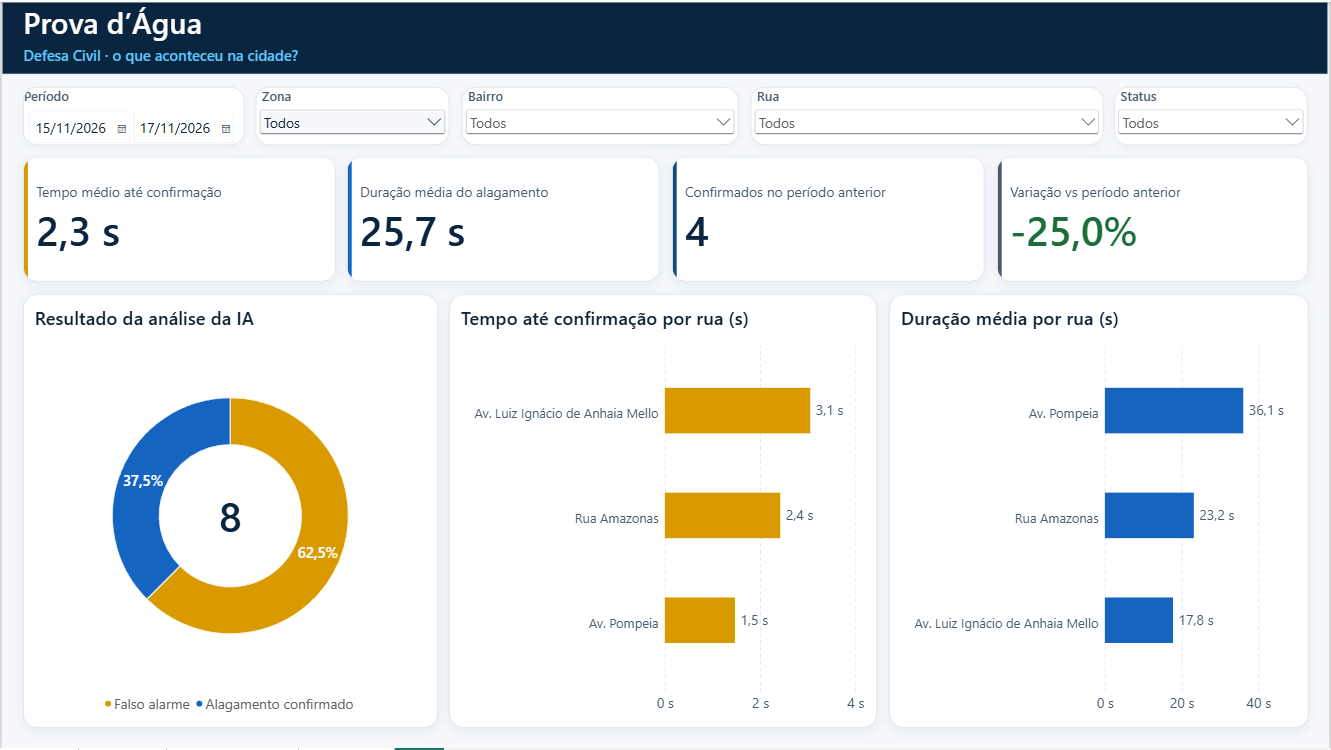 Prova d’Água
Defesa Civil · o que aconteceu na cidade?
Período
15/11/2026 17/11/2026
Zona
Todos
Bairro
Todos
Rua
Todos
Status
Todos
Tempo médio até confirmação
2,3 s
Duração média do alagamento
25,7 s
Confirmados no período anterior
4
Variação vs período anterior
-25,0%
Resultado da análise da IA
37,5%
8
62,5%
Falso alarme
Alagamento confirmado
Tempo até confirmação por rua (s)
Av. Luiz Ignácio de Anhaia Mello 3,1 s
Rua Amazonas 2,4 s
Av. Pompeia 1,5 s
0 s 2 s 4 s
Duração média por rua (s)
Av. Pompeia 36,1 s
Rua Amazonas 23,2 s
Av. Luiz Ignácio de Anhaia Mello 17,8 s
0 s 20 s 40 s